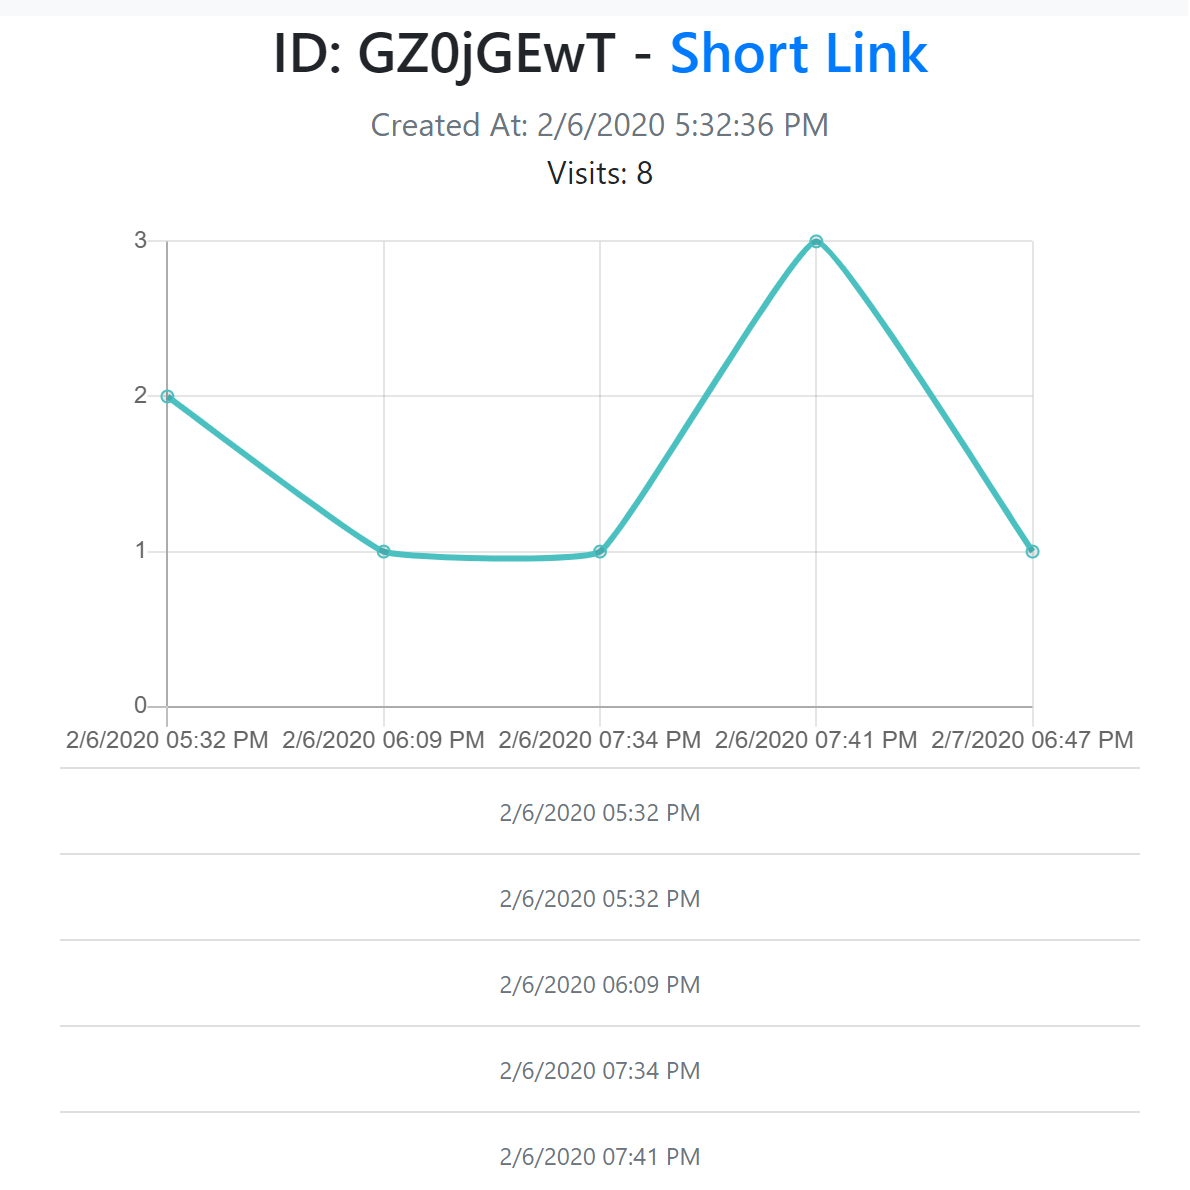 ID: GZ0jGEwT - Short Link
Created At: 2/6/2020 5:32:36 PM
Visits: 8
3
2
1
0
2/6/2020 05:32 PM 2/6/2020 06:09 PM 2/6/2020 07:34 PM 2/6/2020 07:41 PM 2/7/2020 06:47 PM
2/6/2020 05:32 PM
2/6/2020 05:32 PM
2/6/2020 06:09 PM
2/6/2020 07:34 PM
2/6/2020 07:41 PM